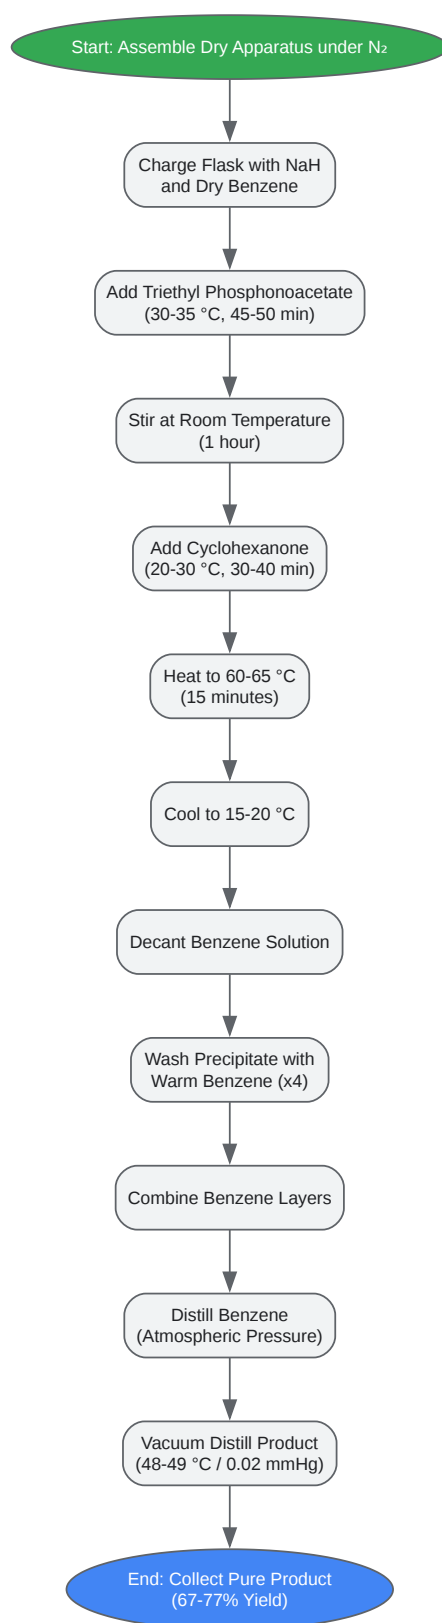 Start: Assemble Dry Apparatus under N₂
Charge Flask with NaH
and Dry Benzene
Add Triethyl Phosphonoacetate
(30-35 °C, 45-50 min)
Stir at Room Temperature
(1 hour)
Add Cyclohexanone
(20-30 °C, 30-40 min)
Heat to 60-65 °C
(15 minutes)
Cool to 15-20 °C
Decant Benzene Solution
Wash Precipitate with
Warm Benzene (x4)
Combine Benzene Layers
Distill Benzene
(Atmospheric Pressure)
Vacuum Distill Product
(48-49 °C / 0.02 mmHg)
End: Collect Pure Product
(67-77% Yield)